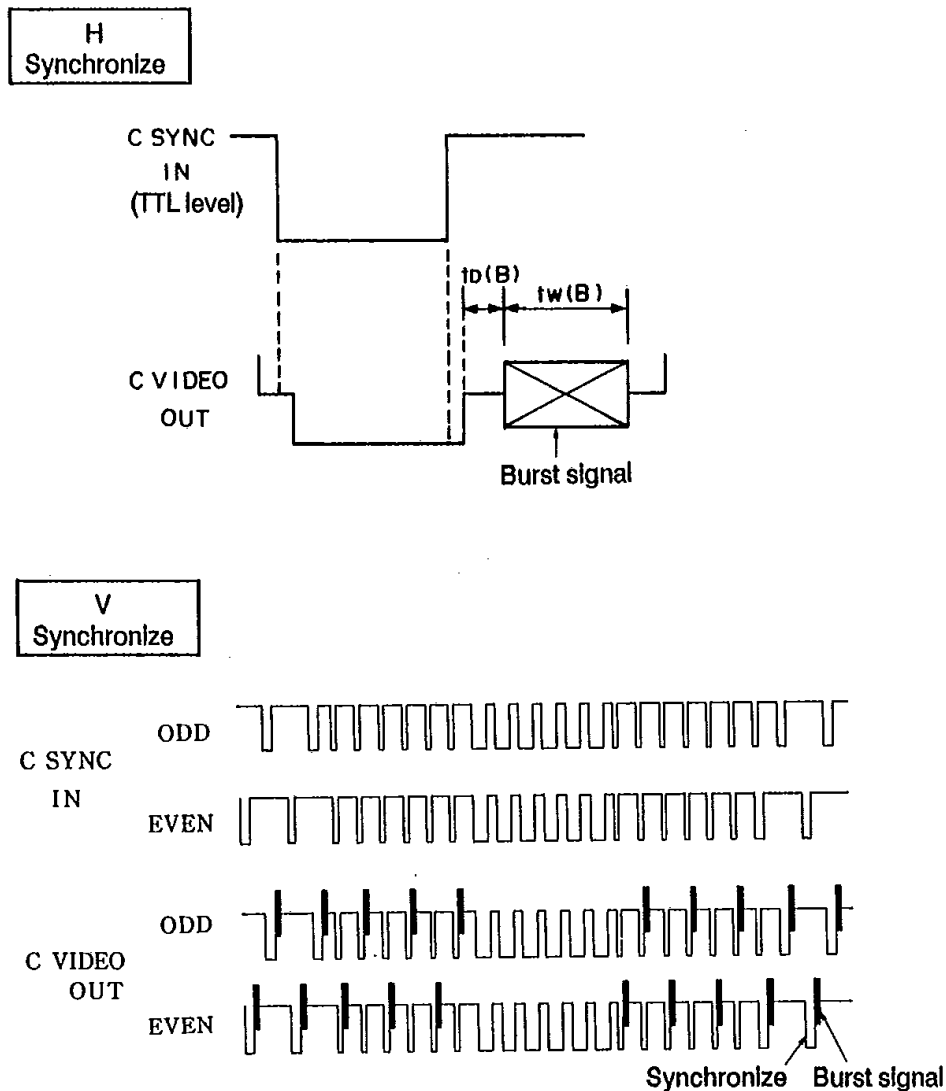 H
Synchronize
C SYNC
IN
(TTL level)
tD(B)
tW(B)
C VIDEO
OUT
Burst signal
V
Synchronize
ODD
C SYNC
IN
EVEN
ODD
C VIDEO
OUT
EVEN
Synchronize Burst signal